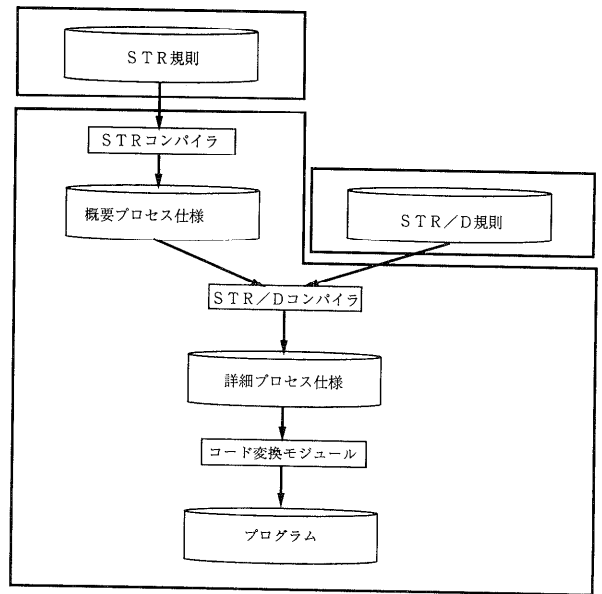 STR規則
STRコンパイラ
概要プロセス仕様
STR/D規則
STR/Dコンパイラ
詳細プロセス仕様
コード変換モジュール
プログラム